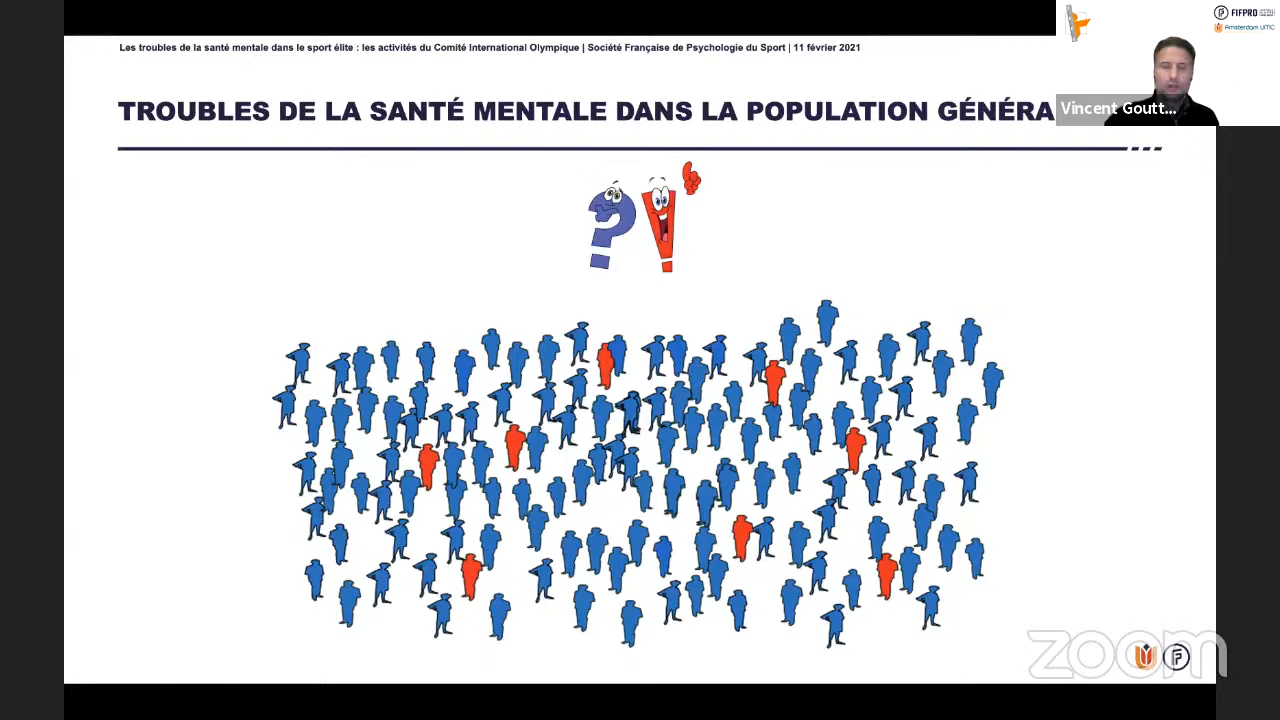 Les troubles de la santé mentale dans le sport élite : les activités du Comité International Olympique | Société Française de Psychologie du Sport | 11 février 2021
FIFPRO
Amsterdam UMC
TROUBLES DE LA SANTÉ MENTALE DANS LA POPULATION GÉNÉRA
Vincent Goutt...
? !
zoom